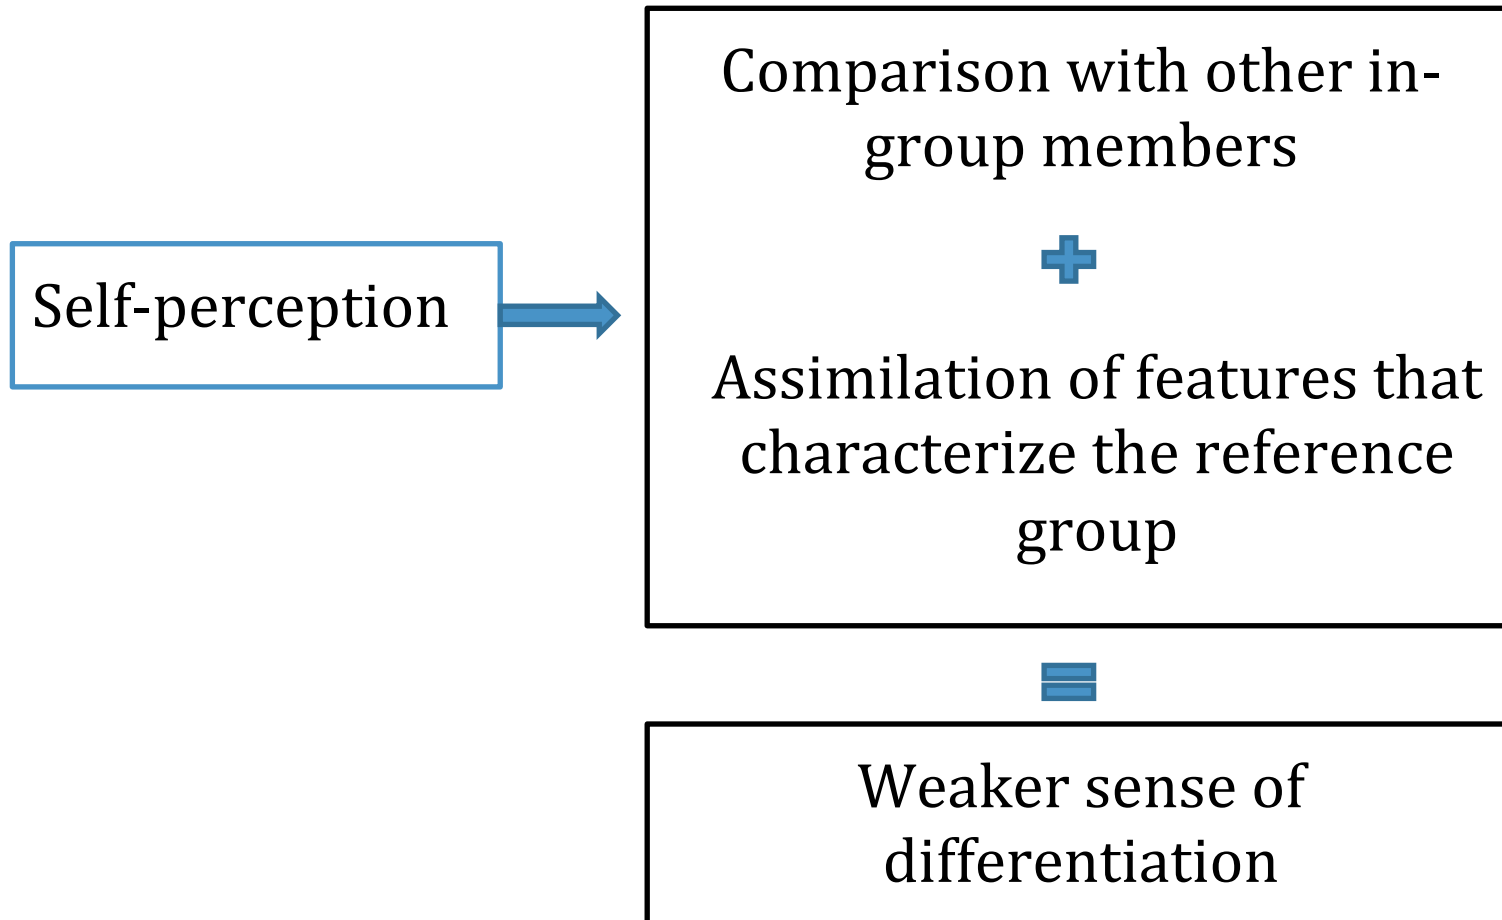 Comparison with other in-
group members
Self-perception
Assimilation of features that
characterize the reference
group
Weaker sense of
differentiation